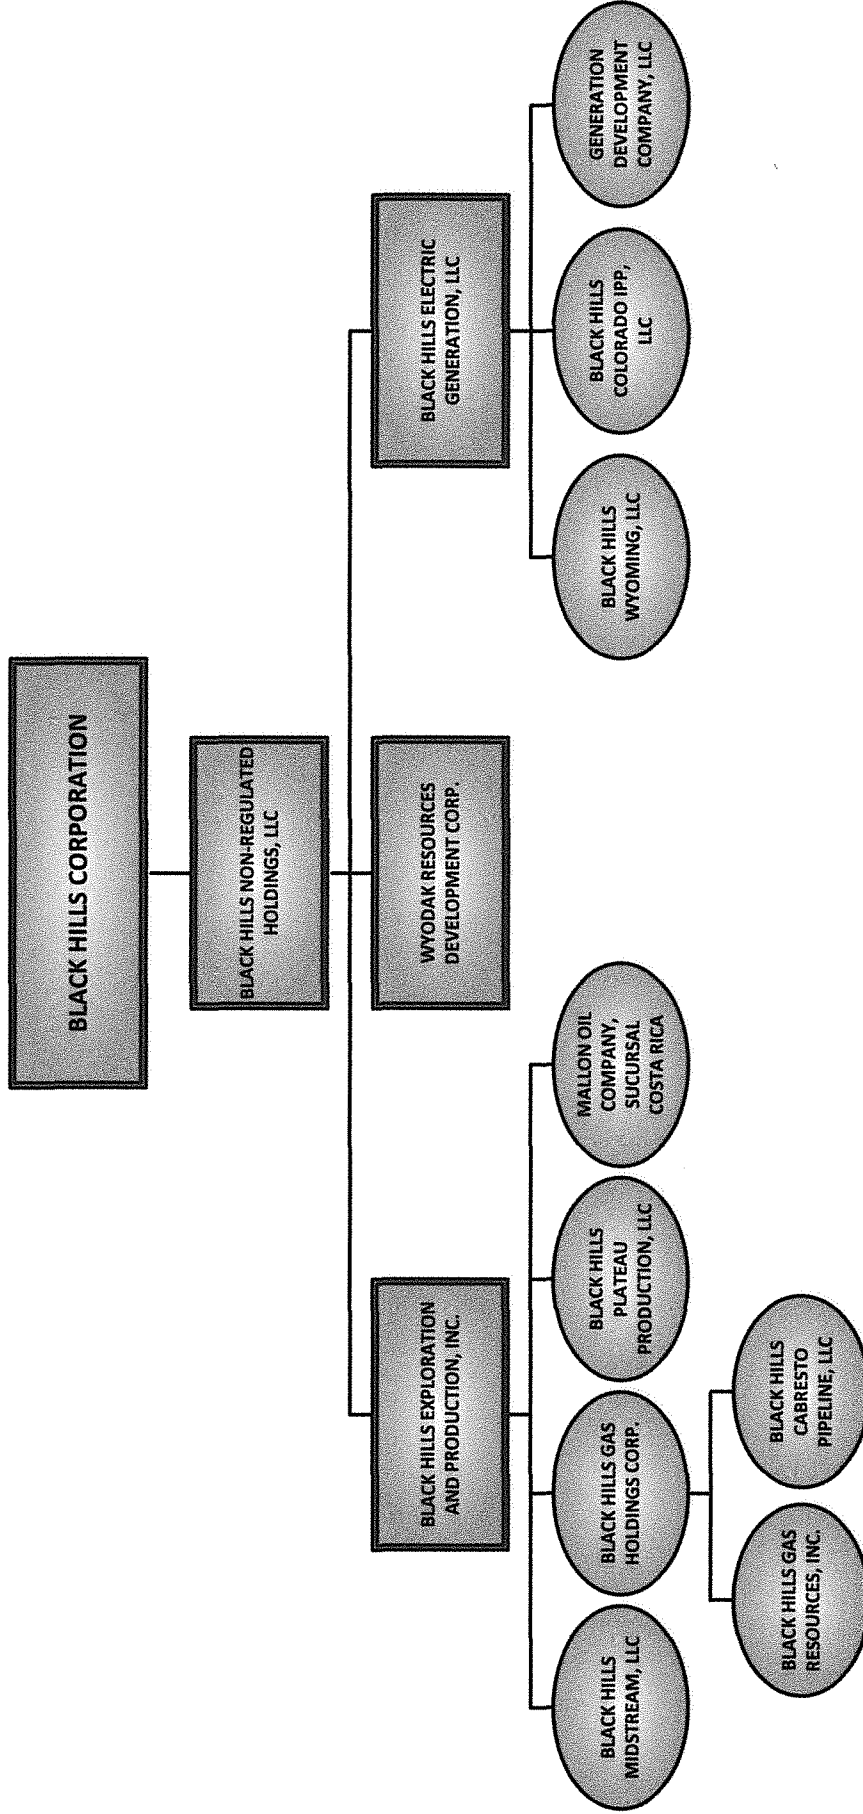 BLACK HILLS CORPORATION
BLACK HILLS NON-REGULATED
HOLDINGS, LLC
BLACK HILLS EXPLORATION
AND PRODUCTION, INC.
WYODAK RESOURCES
DEVELOPMENT CORP.
BLACK HILLS ELECTRIC
GENERATION, LLC
BLACK HILLS
MIDSTREAM, LLC
BLACK HILLS GAS
HOLDINGS CORP.
BLACK HILLS
PLATEAU
PRODUCTION, LLC
MALLON OIL
COMPANY,
SUCURSAL
COSTA RICA
BLACK HILLS
WYOMING, LLC
BLACK HILLS
COLORADO IPP,
LLC
GENERATION
DEVELOPMENT
COMPANY, LLC
BLACK HILLS GAS
RESOURCES, INC.
BLACK HILLS
CABRESTO
PIPELINE, LLC